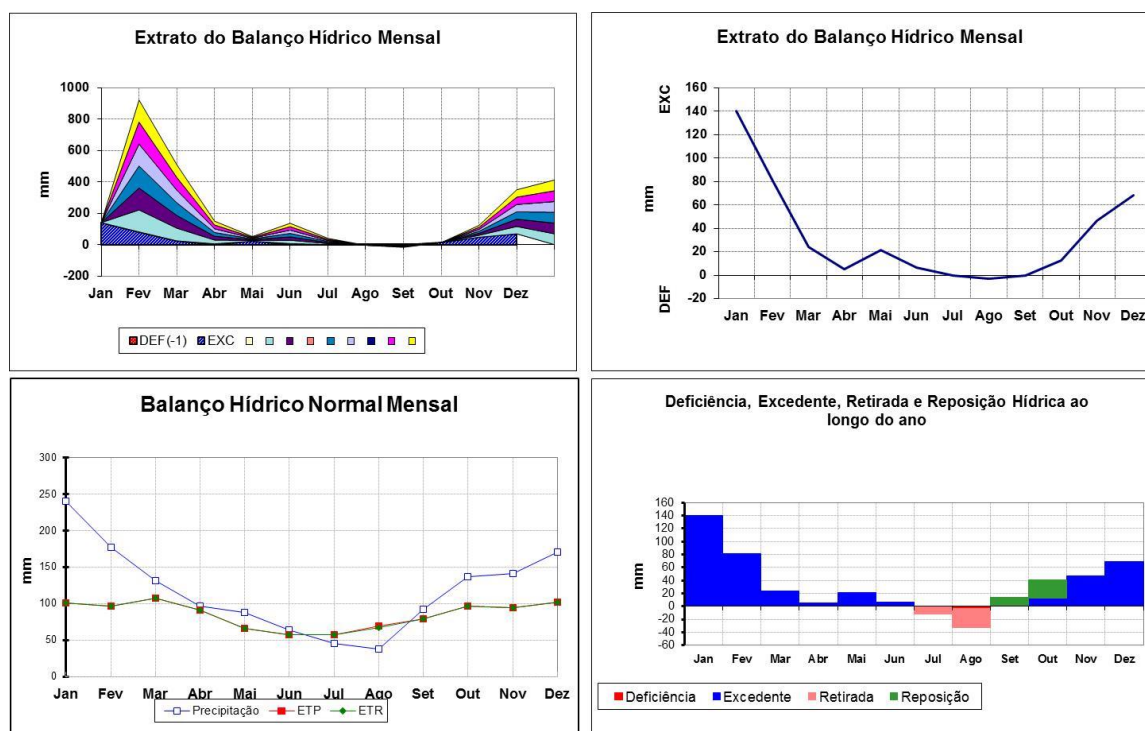 Extrato do Balanço Hídrico Mensal
1000
800
600
400
200
0
-200
mm
Jan Fev Mar Abr Mai Jun Jul Ago Set Out Nov Dez
DEF(-1) EXC
Extrato do Balanço Hídrico Mensal
160
140
120
100
80
60
40
20
0
-20
EXC
mm
DEF
Jan Fev Mar Abr Mai Jun Jul Ago Set Out Nov Dez
Balanço Hídrico Normal Mensal
300
250
200
150
100
50
0
mm
Jan Fev Mar Abr Mai Jun Jul Ago Set Out Nov Dez
Precipitação ETP ETR
Deficiência, Excedente, Retirada e Reposição Hídrica ao
longo do ano
160
140
120
100
80
60
40
20
0
-20
-40
-60
mm
Jan Fev Mar Abr Mai Jun Jul Ago Set Out Nov Dez
Deficiência Excedente Retirada Reposição